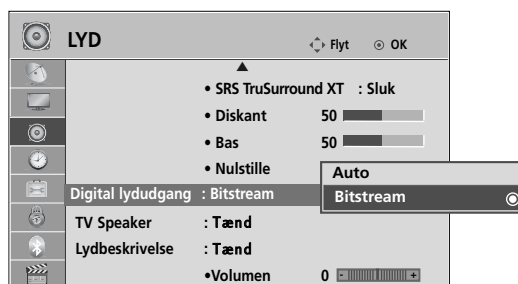 LYD Flyt OK
• SRS TruSurround XT : Sluk
• Diskant 50
• Bas 50
• Nulstille
Auto
Digital lydudgang : Bitstream
Bitstream
TV Speaker : Tænd
Lydbeskrivelse : Tænd
•Volumen 0 - +